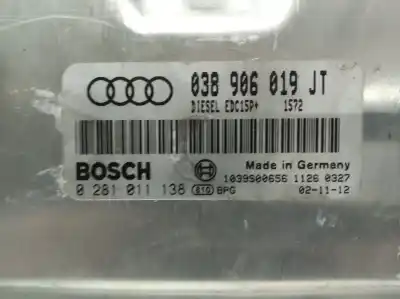 038 906 019 JT
DIESEL EDC15P+ 1572
BOSCH
Made in Germany
0 281 011 138 616 BPG
1039S00656 1126 0327
02-11-12